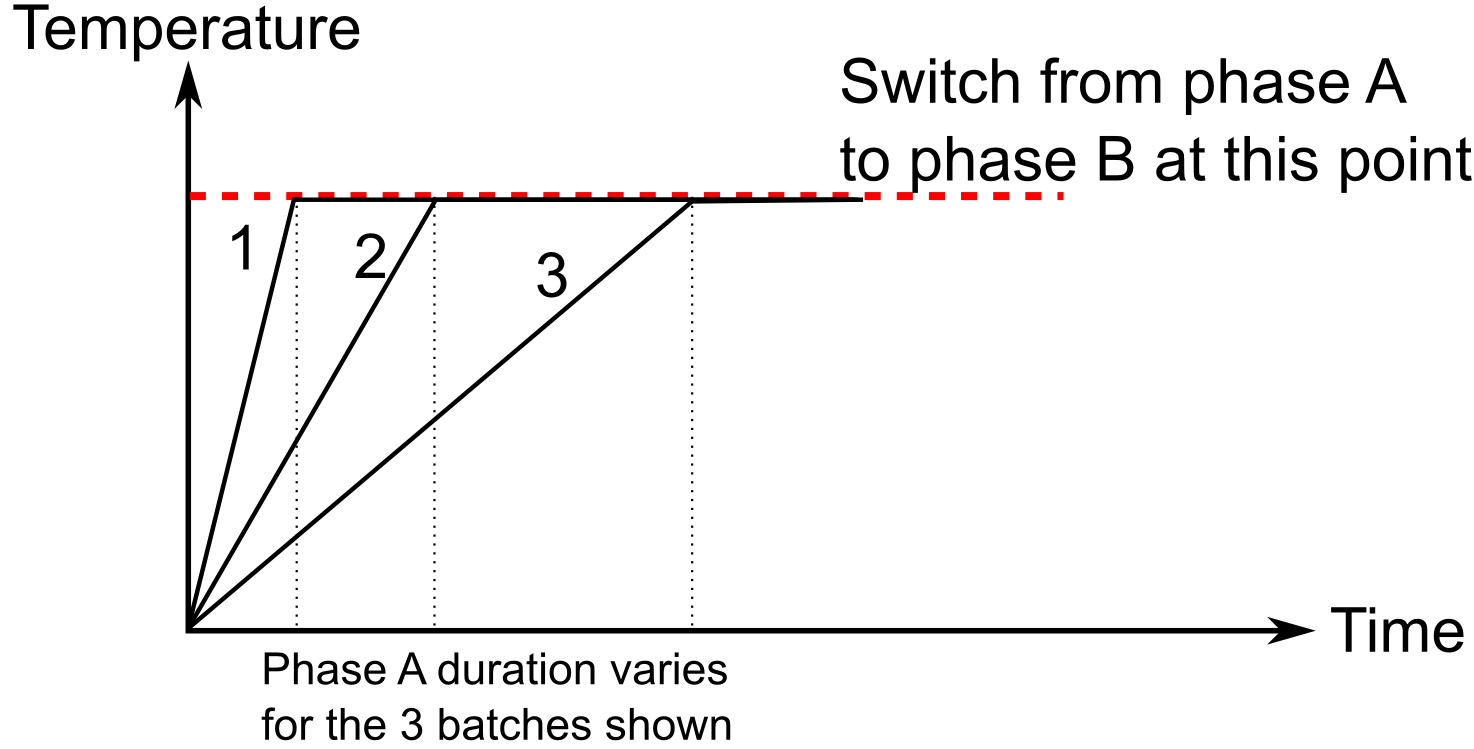 Temperature
Switch from phase A
to phase B at this point
1
2
3
Time
Phase A duration varies
for the 3 batches shown